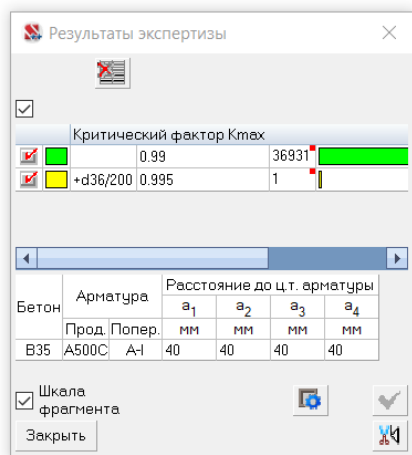 Результаты экспертизы
Критический фактор Kmax
0.99 36931
+d36/200 0.995 1
Бетон Арматура Расстояние до ц.т. арматуры
a1 a2 a3 a4
Прод. Попер. мм мм мм мм
B35 A500C A-I 40 40 40 40
Шкала
фрагмента
Закрыть